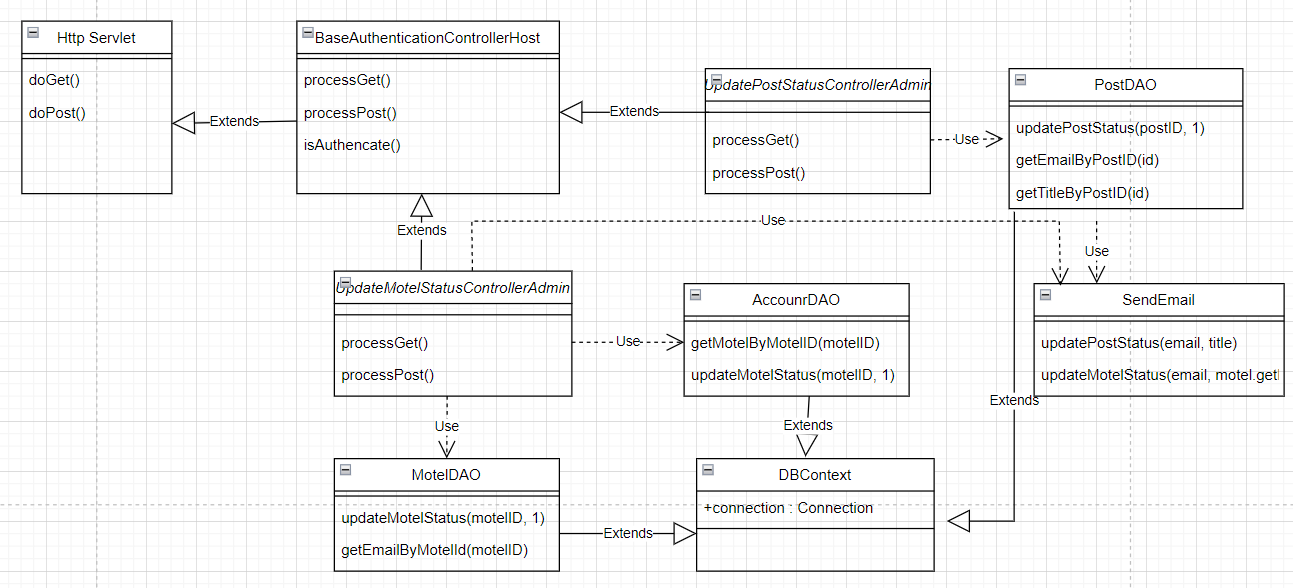 Http Servlet
doGet()
doPost()
Extends
BaseAuthenticationControllerHost
processGet()
processPost()
isAuthencate()
Extends
UpdatePostStatusControllerAdmin
processGet()
processPost()
Use
PostDAO
updatePostStatus(postID, 1)
getEmailByPostID(id)
getTitleByPostID(id)
Extends
Use
Use
UpdateMotelStatusControllerAdmin
processGet()
processPost()
Use
AccounrDAO
getMotelByMotelID(motelID)
updateMotelStatus(motelID, 1)
SendEmail
updatePostStatus(email, title)
updateMotelStatus(email, motel.getI
Extends
Use
Extends
MotelDAO
updateMotelStatus(motelID, 1)
getEmailByMotelId(motelID)
Extends
DBContext
+connection : Connection